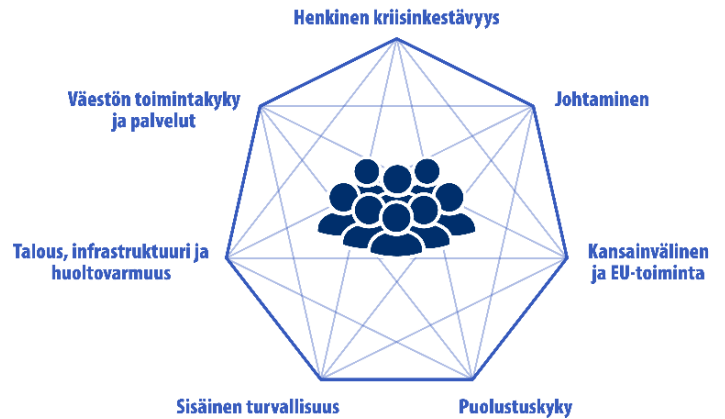 Henkinen kriisinkestävyys
Väestön toimintakyky
ja palvelut
Johtaminen
Talous, infrastruktuuri ja
huoltovarmuus
Kansainvälinen
ja EU-toiminta
Sisäinen turvallisuus
Puolustuskyky